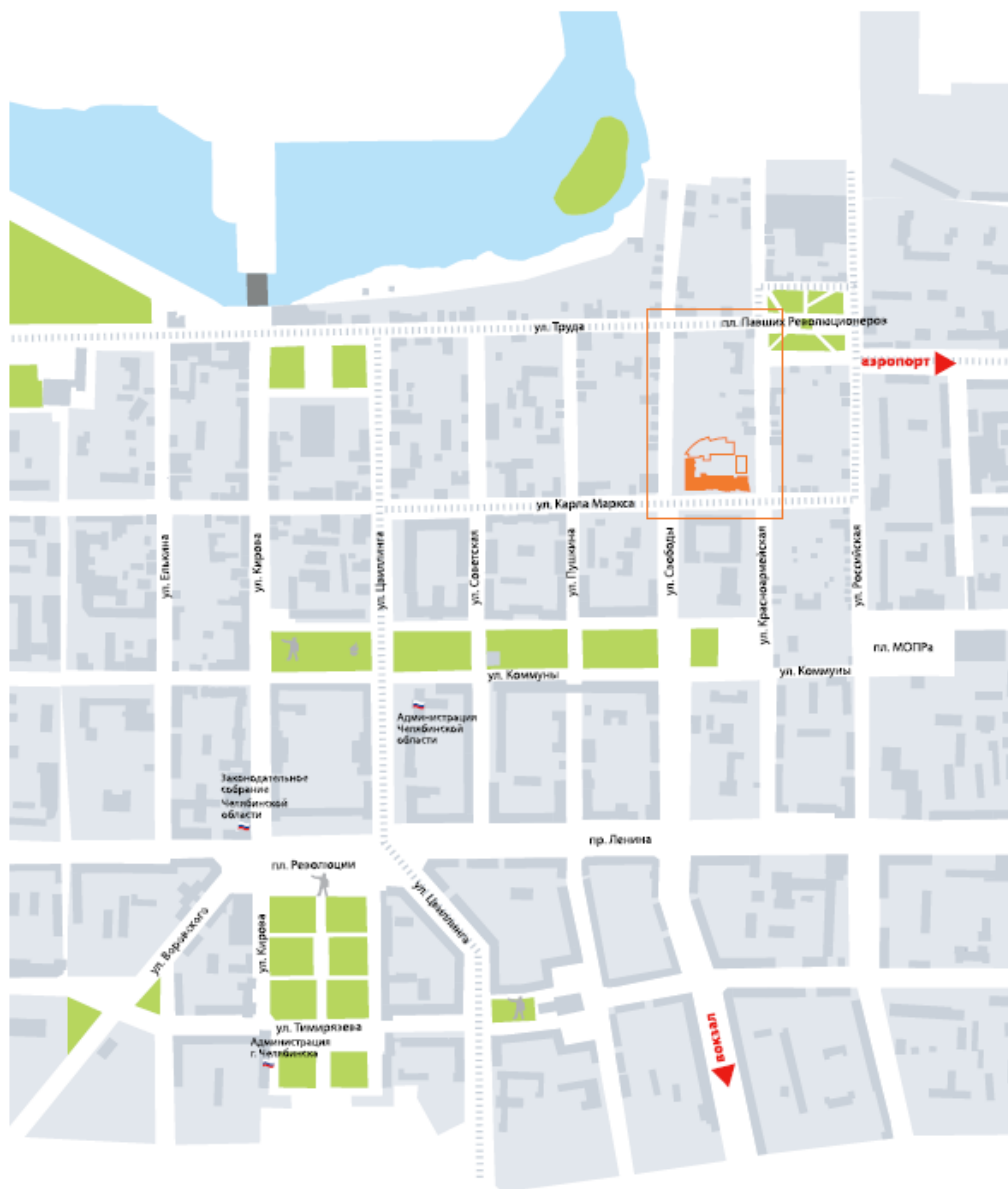 ул. Труда
пл. Павших Революционеров
аэропорт
ул. Карла Маркса
ул. Елькина
ул. Кирова
ул. Цвиллинга
ул. Советская
ул. Пушкина
ул. Свободы
ул. Красноармейская
ул. Российская
пл. МОПРа
ул. Коммуны
ул. Коммуны
Администрация
Челябинской
области
Законодательное
собрание
Челябинской
области
пр. Ленина
пл. Революции
ул. Цвиллинга
ул. Воровского
ул. Кирова
ул. Тимирязева
Администрация
г. Челябинска
вокзал